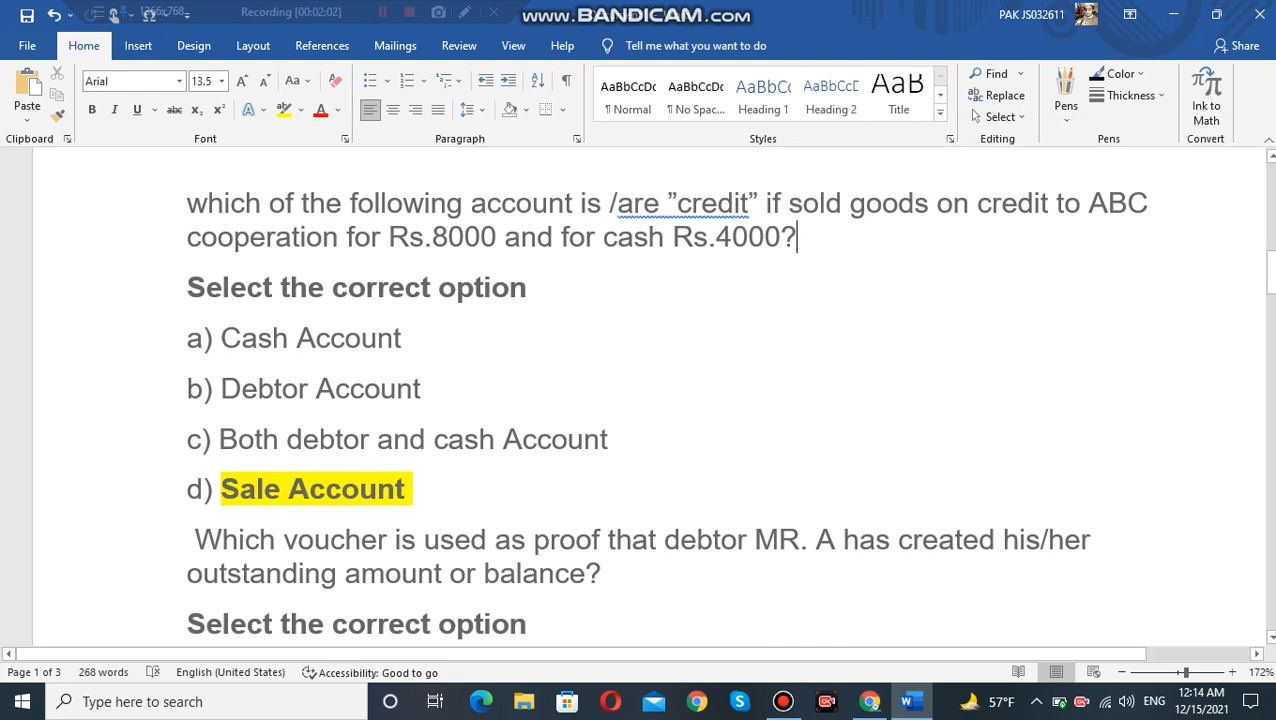 1366x768
Recording [00:02:02]
www.BANDICAM.com
PAK JS032611
File Home Insert Design Layout References Mailings Review View Help Tell me what you want to do Share
Paste
Arial 13.5
Aa
B I U abc x₂ x² A A
AaBbCcDc AaBbCcDc AaBbCc AaBbCcD AaB
¶ Normal ¶ No Spac... Heading 1 Heading 2 Title
Find
Replace
Select
Pens
Color
Thickness
Ink to
Math
Clipboard Font Paragraph Styles Editing Pens Convert
which of the following account is /are ”credit” if sold goods on credit to ABC
cooperation for Rs.8000 and for cash Rs.4000?
Select the correct option
a) Cash Account
b) Debtor Account
c) Both debtor and cash Account
d) Sale Account
Which voucher is used as proof that debtor MR. A has created his/her
outstanding amount or balance?
Select the correct option
Page 1 of 3 268 words English (United States) Accessibility: Good to go 172%
Type here to search
57°F ENG 12:14 AM
12/15/2021